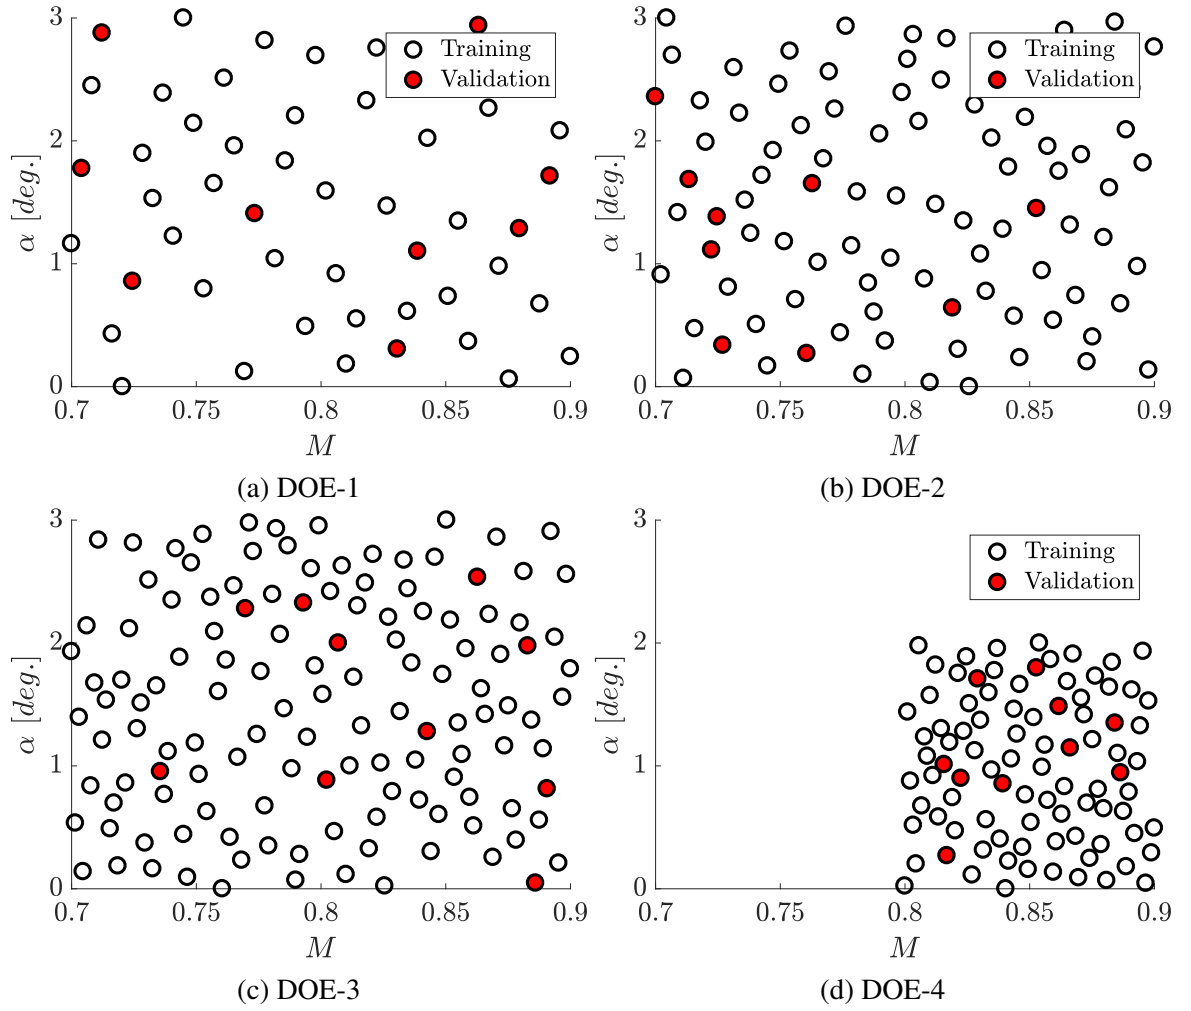 3
2
1
0
α [deg.]
0.7 0.75 0.8 0.85 0.9
M
Training
Validation
(a) DOE-1
3
2
1
0
α [deg.]
0.7 0.75 0.8 0.85 0.9
M
Training
Validation
(b) DOE-2
3
2
1
0
α [deg.]
0.7 0.75 0.8 0.85 0.9
M
(c) DOE-3
3
2
1
0
α [deg.]
0.7 0.75 0.8 0.85 0.9
M
Training
Validation
(d) DOE-4